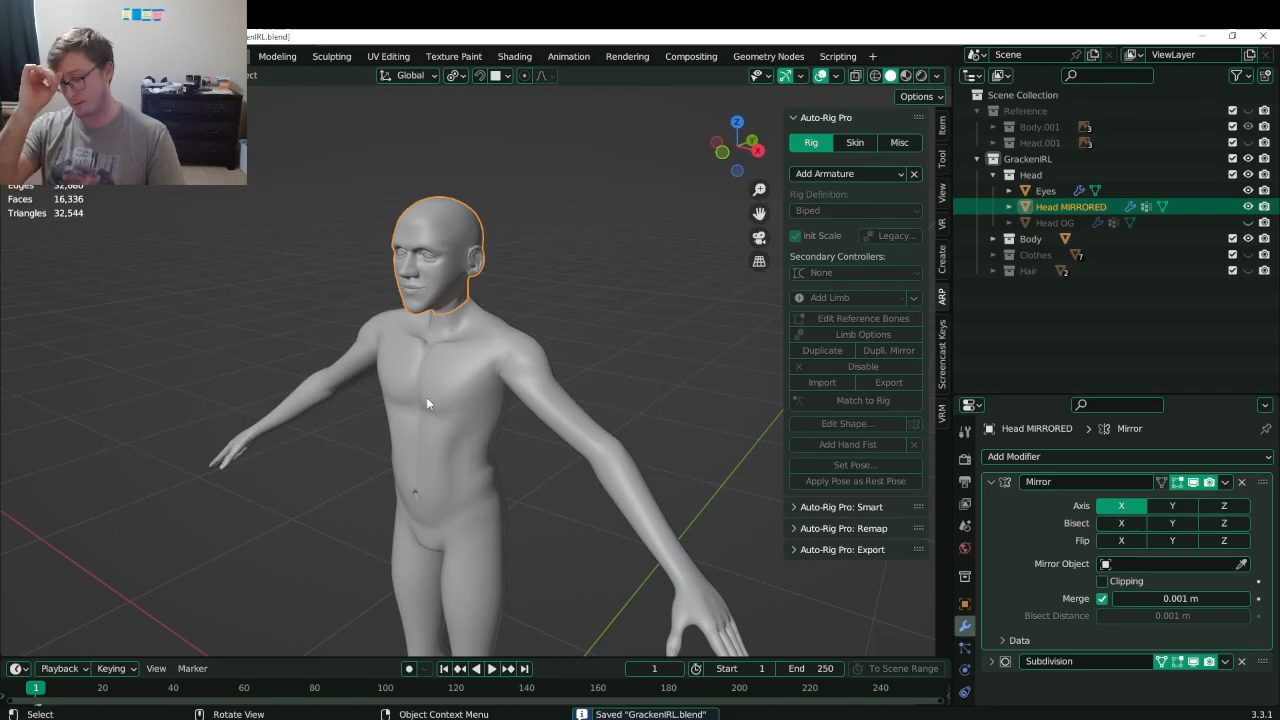 ckenIRL.blend]
Modeling Sculpting UV Editing Texture Paint Shading Animation Rendering Compositing Geometry Nodes Scripting +
Scene ViewLayer
Global
Options
Edges 32,680
Faces 16,336
Triangles 32,544
Auto-Rig Pro
Rig Skin Misc
Add Armature
Rig Definition:
Biped
Init Scale Legacy...
Secondary Controllers:
None
Add Limb
Edit Reference Bones
Limb Options
Duplicate Dupli. Mirror
Disable
Import Export
Match to Rig
Edit Shape...
Add Hand Fist
Set Pose...
Apply Pose as Rest Pose
Auto-Rig Pro: Smart
Auto-Rig Pro: Remap
Auto-Rig Pro: Export
Z
Y
X
Item
Tool
View
VR
Create
ARP
Screencast Keys
VRM
Scene Collection
Reference
Body.001 3
Head.001 3
GrackenIRL
Head
Eyes
Head MIRRORED
Head OG
Body
Clothes 7
Hair 2
Head MIRRORED > Mirror
Add Modifier
Mirror
Axis X Y Z
Bisect X Y Z
Flip X Y Z
Mirror Object
Clipping
Merge 0.001 m
Bisect Distance 0.001 m
Data
Subdivision
Playback Keying View Marker
1 Start 1 End 250 To Scene Range
1 20 40 60 80 100 120 140 160 180 200 220 240
Select Rotate View Object Context Menu Saved "GrackenIRL.blend" 3.3.1